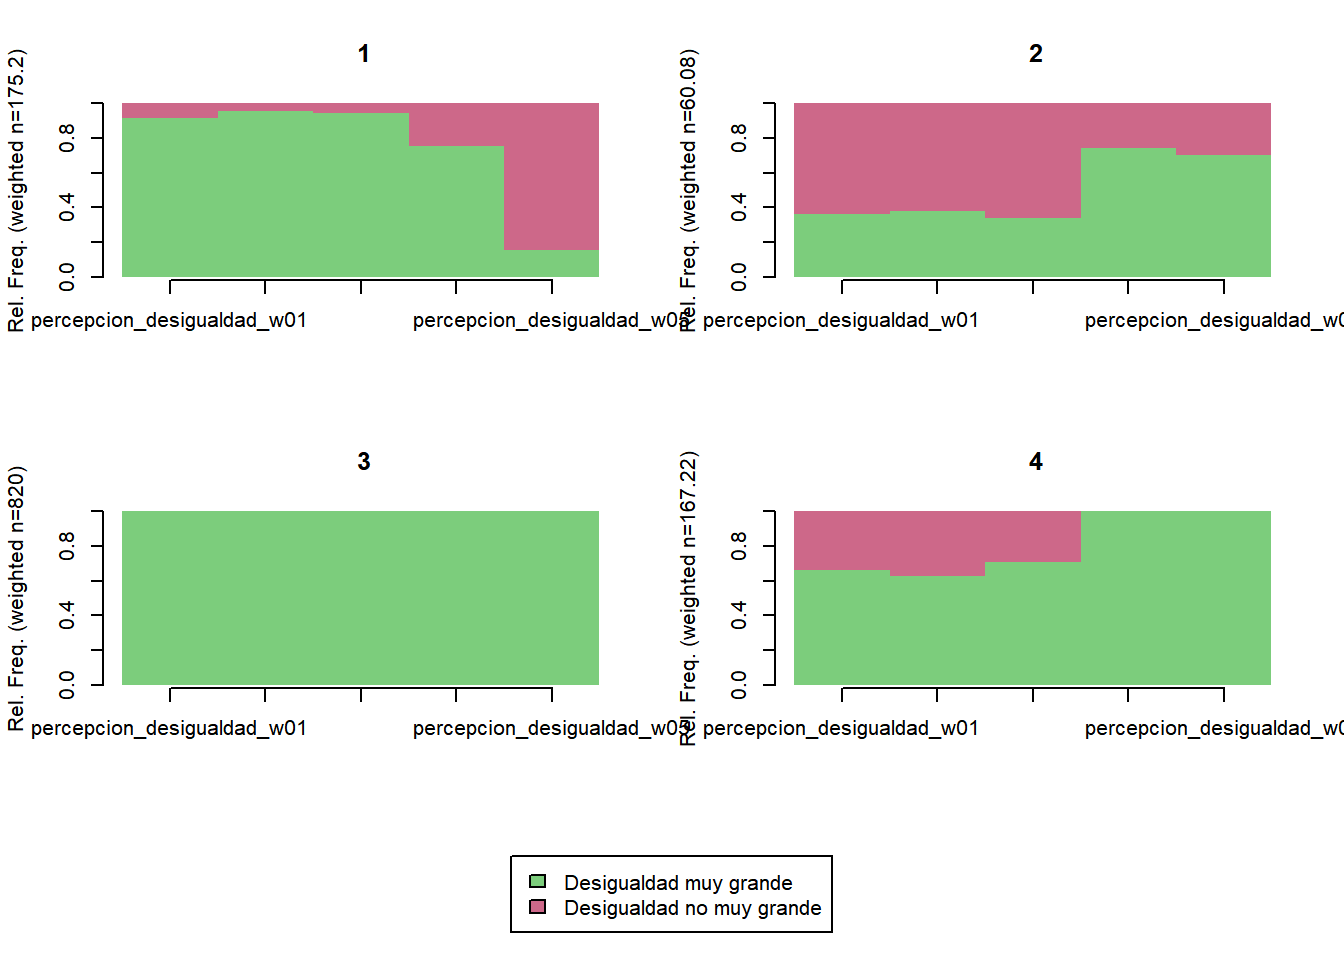 1
Rel. Freq. (weighted n=175.2)
0.0 0.4 0.8
percepcion_desigualdad_w01 percepcion_desigualdad_w05
2
Rel. Freq. (weighted n=60.08)
0.0 0.4 0.8
percepcion_desigualdad_w01 percepcion_desigualdad_w0
3
Rel. Freq. (weighted n=820)
0.0 0.4 0.8
percepcion_desigualdad_w01 percepcion_desigualdad_w05
4
Rel. Freq. (weighted n=167.22)
0.0 0.4 0.8
percepcion_desigualdad_w01 percepcion_desigualdad_w0
Desigualdad muy grande
Desigualdad no muy grande